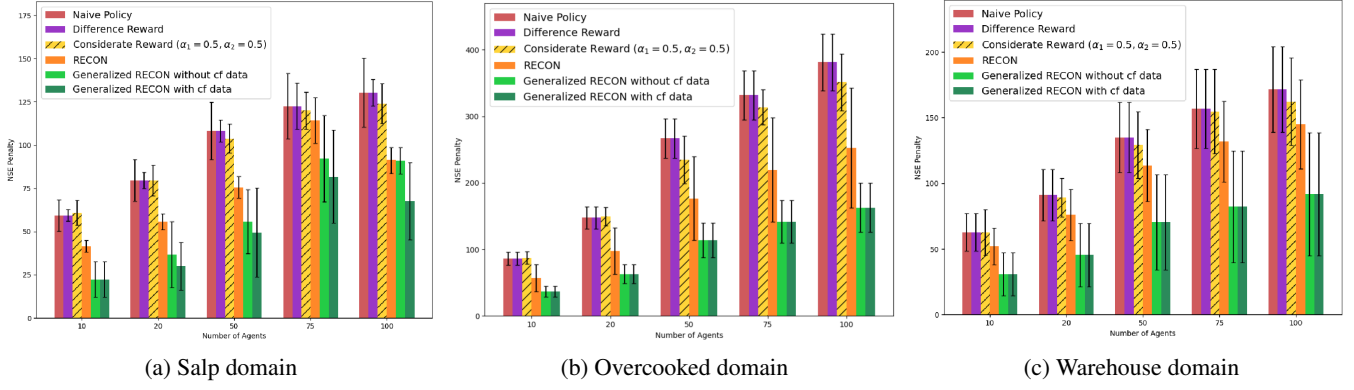 175
150
125
100
75
50
25
0
NSE Penalty
Naive Policy
Difference Reward
Considerate Reward (α₁ = 0.5, α₂ = 0.5)
RECON
Generalized RECON without cf data
Generalized RECON with cf data
10 20 50 75 100
Number of Agents
(a) Salp domain
400
300
200
100
0
NSE Penalty
Naive Policy
Difference Reward
Considerate Reward (α₁ = 0.5, α₂ = 0.5)
RECON
Generalized RECON without cf data
Generalized RECON with cf data
10 20 50 75 100
Number of Agents
(b) Overcooked domain
200
150
100
50
0
NSE Penalty
Naive Policy
Difference Reward
Considerate Reward (α₁ = 0.5, α₂ = 0.5)
RECON
Generalized RECON without cf data
Generalized RECON with cf data
10 20 50 75 100
Number of Agents
(c) Warehouse domain